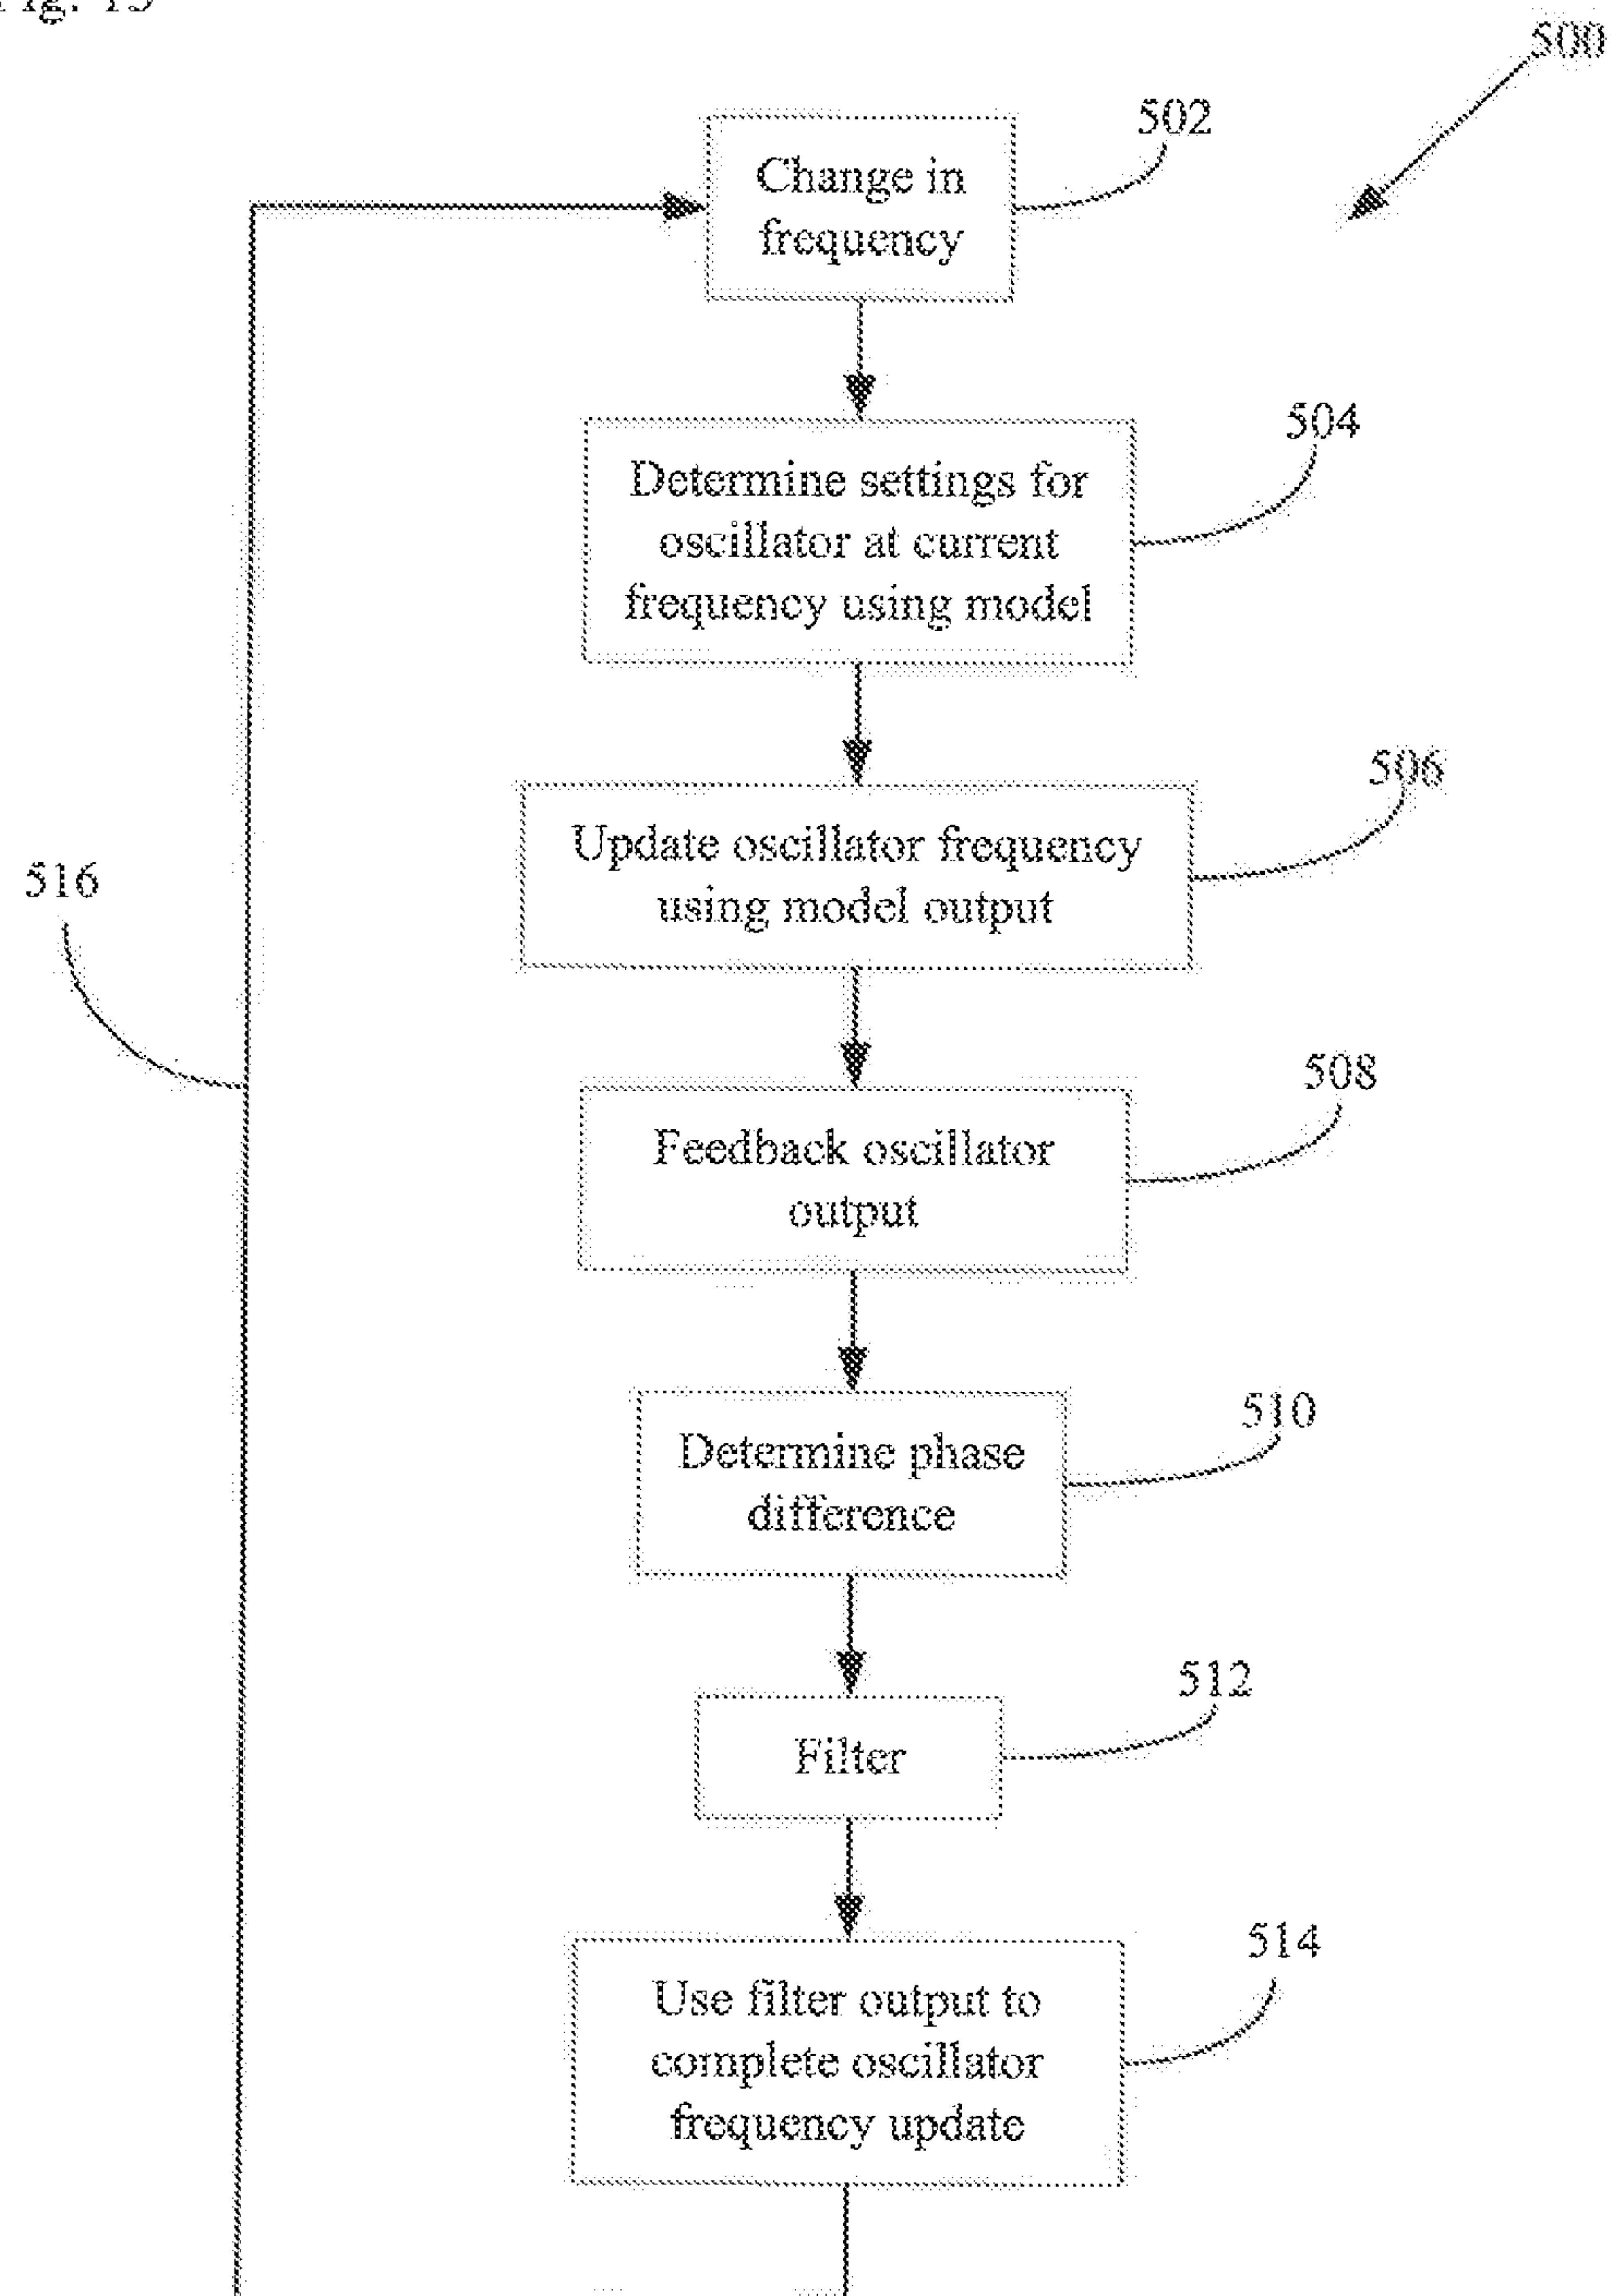 500
502
Change in
frequency
504
Determine settings for
oscillator at current
frequency using model
506
Update oscillator frequency
using model output
516
508
Feedback oscillator
output
510
Determine phase
difference
512
Filter
514
Use filter output to
complete oscillator
frequency update